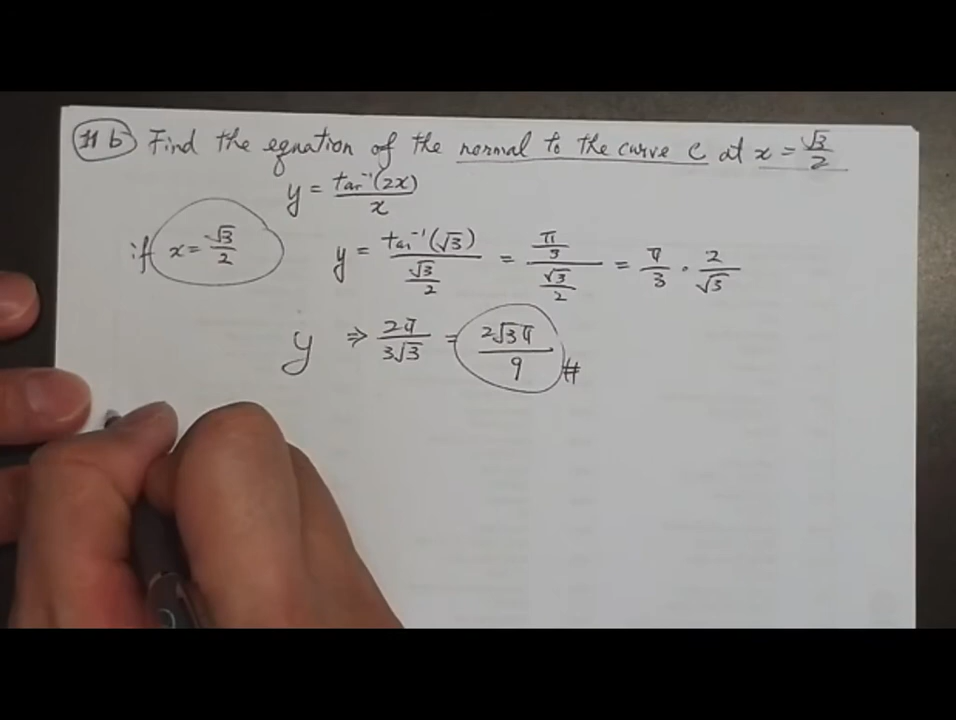 11 b Find the equation of the normal to the curve C at x = √3/2
y = tan⁻¹(2x)/x
if x = √3/2 y = tan⁻¹(√3)/(√3/2) = (π/3)/(√3/2) = π/3 · 2/√3
y ⇒ 2π/3√3 = 2√3π/9 #